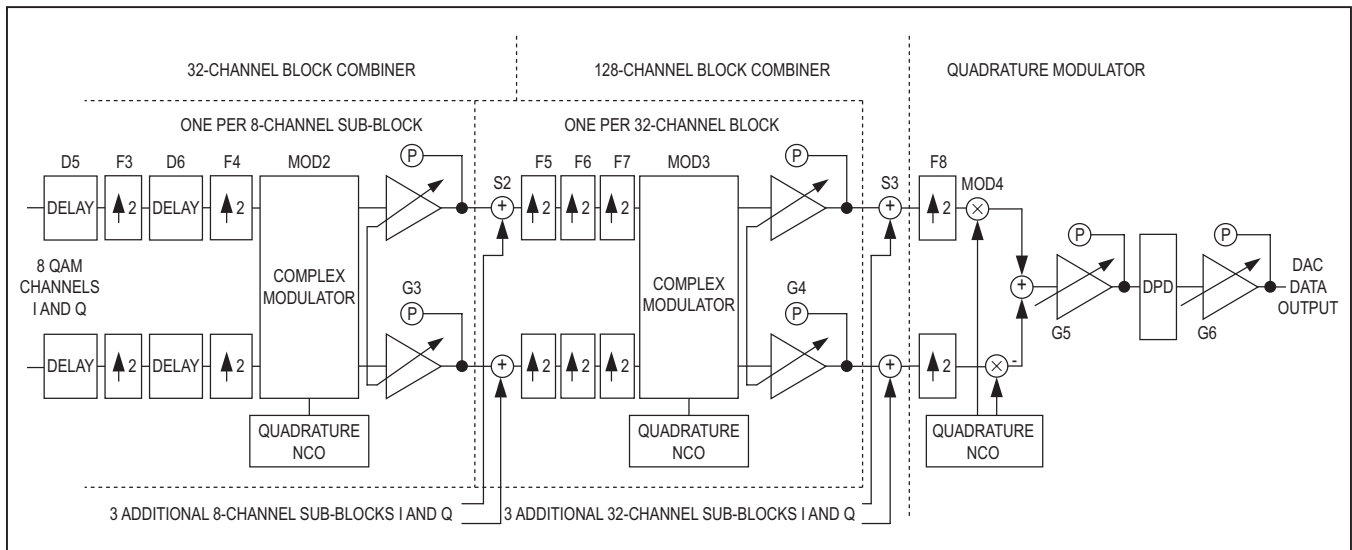 32-CHANNEL BLOCK COMBINER
128-CHANNEL BLOCK COMBINER
QUADRATURE MODULATOR
ONE PER 8-CHANNEL SUB-BLOCK
ONE PER 32-CHANNEL BLOCK
D5 F3 D6 F4 MOD2 P S2 F5 F6 F7 MOD3 P S3 F8 MOD4
DELAY 2 DELAY 2 + 2 2 2 + 2 ×
8 QAM
CHANNELS
I AND Q
COMPLEX
MODULATOR
COMPLEX
MODULATOR
P P
+ DPD
DAC
DATA
OUTPUT
G5 G6
G3
P
G4
P
DELAY 2 DELAY 2 + 2 2 2 + 2 × -
QUADRATURE
NCO
QUADRATURE
NCO
QUADRATURE
NCO
3 ADDITIONAL 8-CHANNEL SUB-BLOCKS I AND Q
3 ADDITIONAL 32-CHANNEL SUB-BLOCKS I AND Q